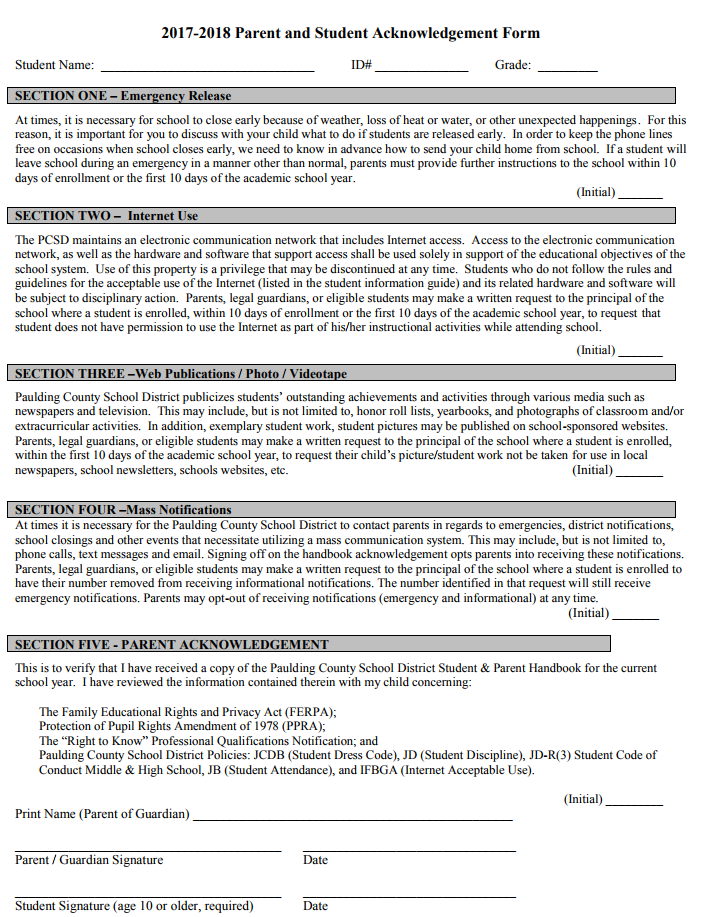 2017-2018 Parent and Student Acknowledgement Form
Student Name: ________________________________ ID# ______________ Grade: _________
SECTION ONE – Emergency Release
At times, it is necessary for school to close early because of weather, loss of heat or water, or other unexpected happenings. For this
reason, it is important for you to discuss with your child what to do if students are released early. In order to keep the phone lines
free on occasions when school closes early, we need to know in advance how to send your child home from school. If a student will
leave school during an emergency in a manner other than normal, parents must provide further instructions to the school within 10
days of enrollment or the first 10 days of the academic school year.
(Initial) _______
SECTION TWO – Internet Use
The PCSD maintains an electronic communication network that includes Internet access. Access to the electronic communication
network, as well as the hardware and software that support access shall be used solely in support of the educational objectives of the
school system. Use of this property is a privilege that may be discontinued at any time. Students who do not follow the rules and
guidelines for the acceptable use of the Internet (listed in the student information guide) and its related hardware and software will
be subject to disciplinary action. Parents, legal guardians, or eligible students may make a written request to the principal of the
school where a student is enrolled, within 10 days of enrollment or the first 10 days of the academic school year, to request that
student does not have permission to use the Internet as part of his/her instructional activities while attending school.
(Initial) _______
SECTION THREE –Web Publications / Photo / Videotape
Paulding County School District publicizes students’ outstanding achievements and activities through various media such as
newspapers and television. This may include, but is not limited to, honor roll lists, yearbooks, and photographs of classroom and/or
extracurricular activities. In addition, exemplary student work, student pictures may be published on school-sponsored websites.
Parents, legal guardians, or eligible students may make a written request to the principal of the school where a student is enrolled,
within the first 10 days of the academic school year, to request their child’s picture/student work not be taken for use in local
newspapers, school newsletters, schools websites, etc. (Initial) _______
SECTION FOUR –Mass Notifications
At times it is necessary for the Paulding County School District to contact parents in regards to emergencies, district notifications,
school closings and other events that necessitate utilizing a mass communication system. This may include, but is not limited to,
phone calls, text messages and email. Signing off on the handbook acknowledgement opts parents into receiving these notifications.
Parents, legal guardians, or eligible students may make a written request to the principal of the school where a student is enrolled to
have their number removed from receiving informational notifications. The number identified in that request will still receive
emergency notifications. Parents may opt-out of receiving notifications (emergency and informational) at any time.
(Initial) _______
SECTION FIVE - PARENT ACKNOWLEDGEMENT
This is to verify that I have received a copy of the Paulding County School District Student & Parent Handbook for the current
school year. I have reviewed the information contained therein with my child concerning:
The Family Educational Rights and Privacy Act (FERPA);
Protection of Pupil Rights Amendment of 1978 (PPRA);
The “Right to Know” Professional Qualifications Notification; and
Paulding County School District Policies: JCDB (Student Dress Code), JD (Student Discipline), JD-R(3) Student Code of
Conduct Middle & High School, JB (Student Attendance), and IFBGA (Internet Acceptable Use).
(Initial) _________
Print Name (Parent of Guardian) ________________________________________________
Parent / Guardian Signature Date
Student Signature (age 10 or older, required) Date